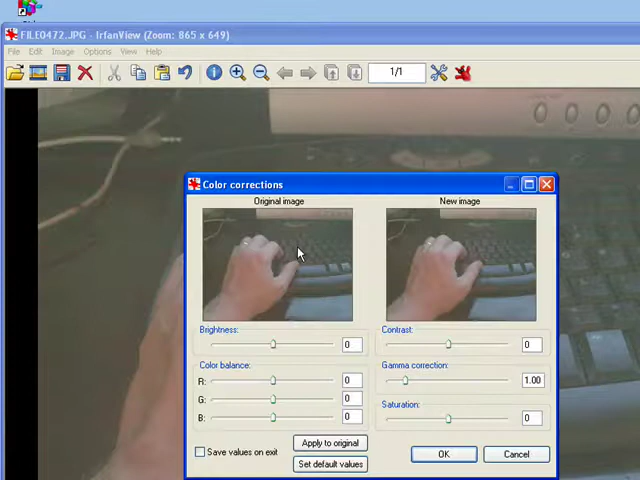 FILE0472.JPG - IrfanView (Zoom: 865 x 649)
File Edit Image Options View Help
1/1
Color corrections
Original image New image
Brightness: 0 Contrast: 0
Color balance: Gamma correction:
R: 0 1.00
G: 0
B: 0 Saturation: 0
Save values on exit Apply to original OK Cancel
Set default values